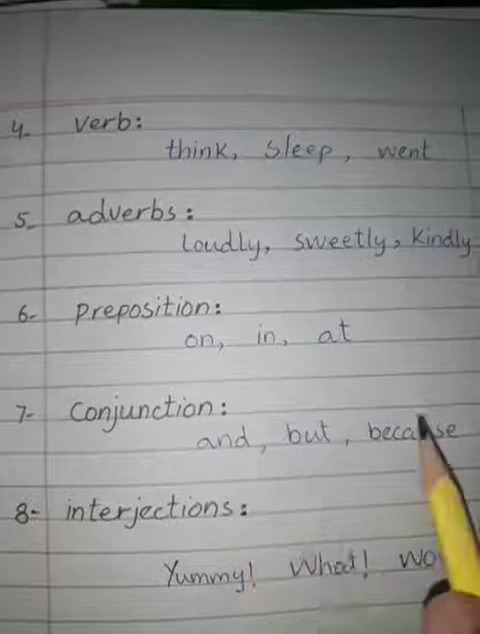 4- verb:
think, sleep, went
5- adverbs:
loudly, sweetly, kindly
6- preposition:
on, in, at
7- Conjunction:
and, but, because
8- interjections:
Yummy! What!